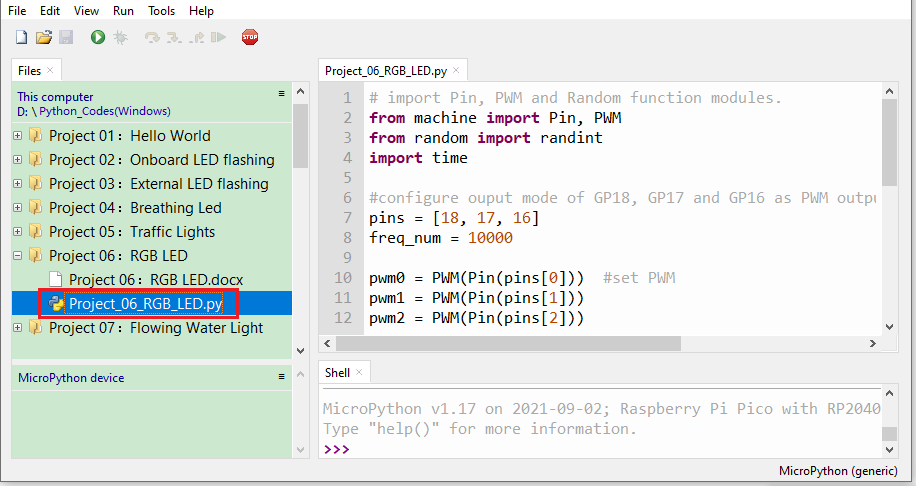 File Edit View Run Tools Help
STOP
Files ×
This computer
D: \ Python_Codes(Windows)
Project 01：Hello World
Project 02：Onboard LED flashing
Project 03：External LED flashing
Project 04：Breathing Led
Project 05：Traffic Lights
Project 06：RGB LED
Project 06：RGB LED.docx
Project_06_RGB_LED.py
Project 07：Flowing Water Light
MicroPython device
Project_06_RGB_LED.py ×
1 # import Pin, PWM and Random function modules.
2 from machine import Pin, PWM
3 from random import randint
4 import time
5
6 #configure ouput mode of GP18, GP17 and GP16 as PWM outpu
7 pins = [18, 17, 16]
8 freq_num = 10000
9
10 pwm0 = PWM(Pin(pins[0]))  #set PWM
11 pwm1 = PWM(Pin(pins[1]))
12 pwm2 = PWM(Pin(pins[2]))
Shell ×
MicroPython v1.17 on 2021-09-02; Raspberry Pi Pico with RP2040
Type "help()" for more information.
>>>
MicroPython (generic)